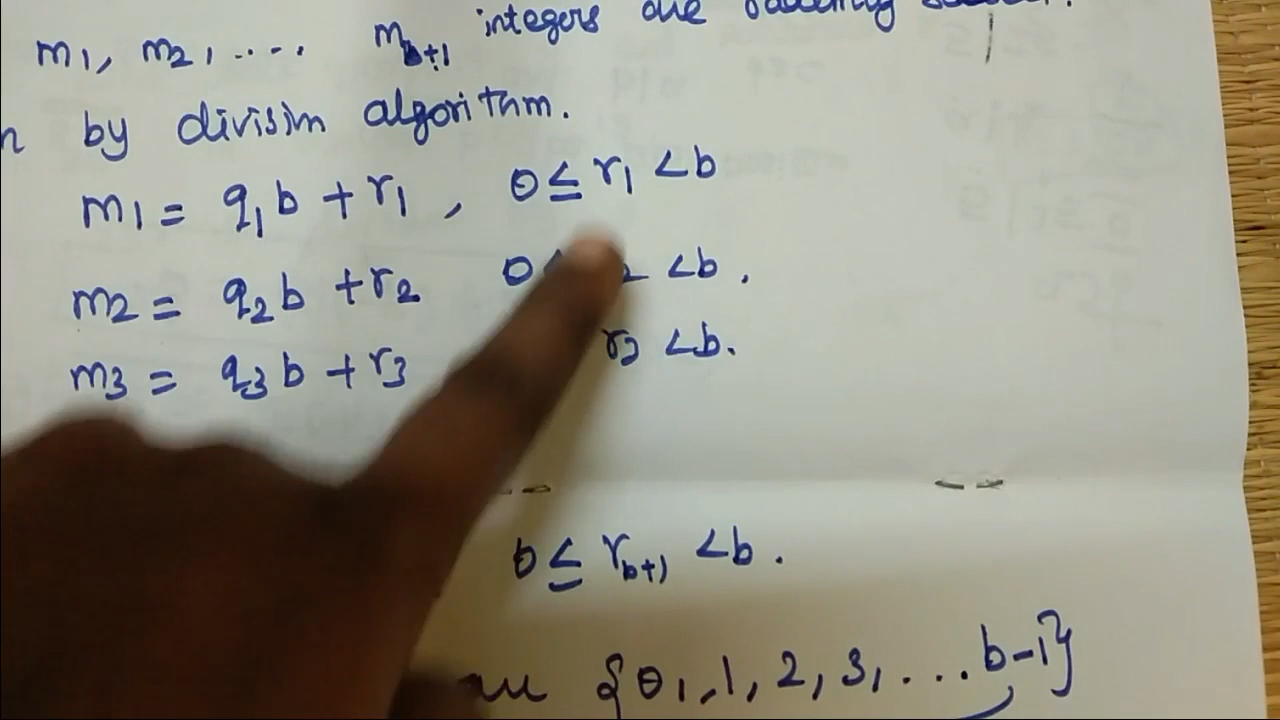 m1, m2, .... mb+1 integers are
n by division algorithm.
m1 = q1b + r1, 0 ≤ r1 < b
m2 = q2b + r2 0 2 < b.
m3 = q3b + r3 r3 < b.
-- --
0 ≤ rb+1 < b.
{0, 1, 2, 3, ... b-1}